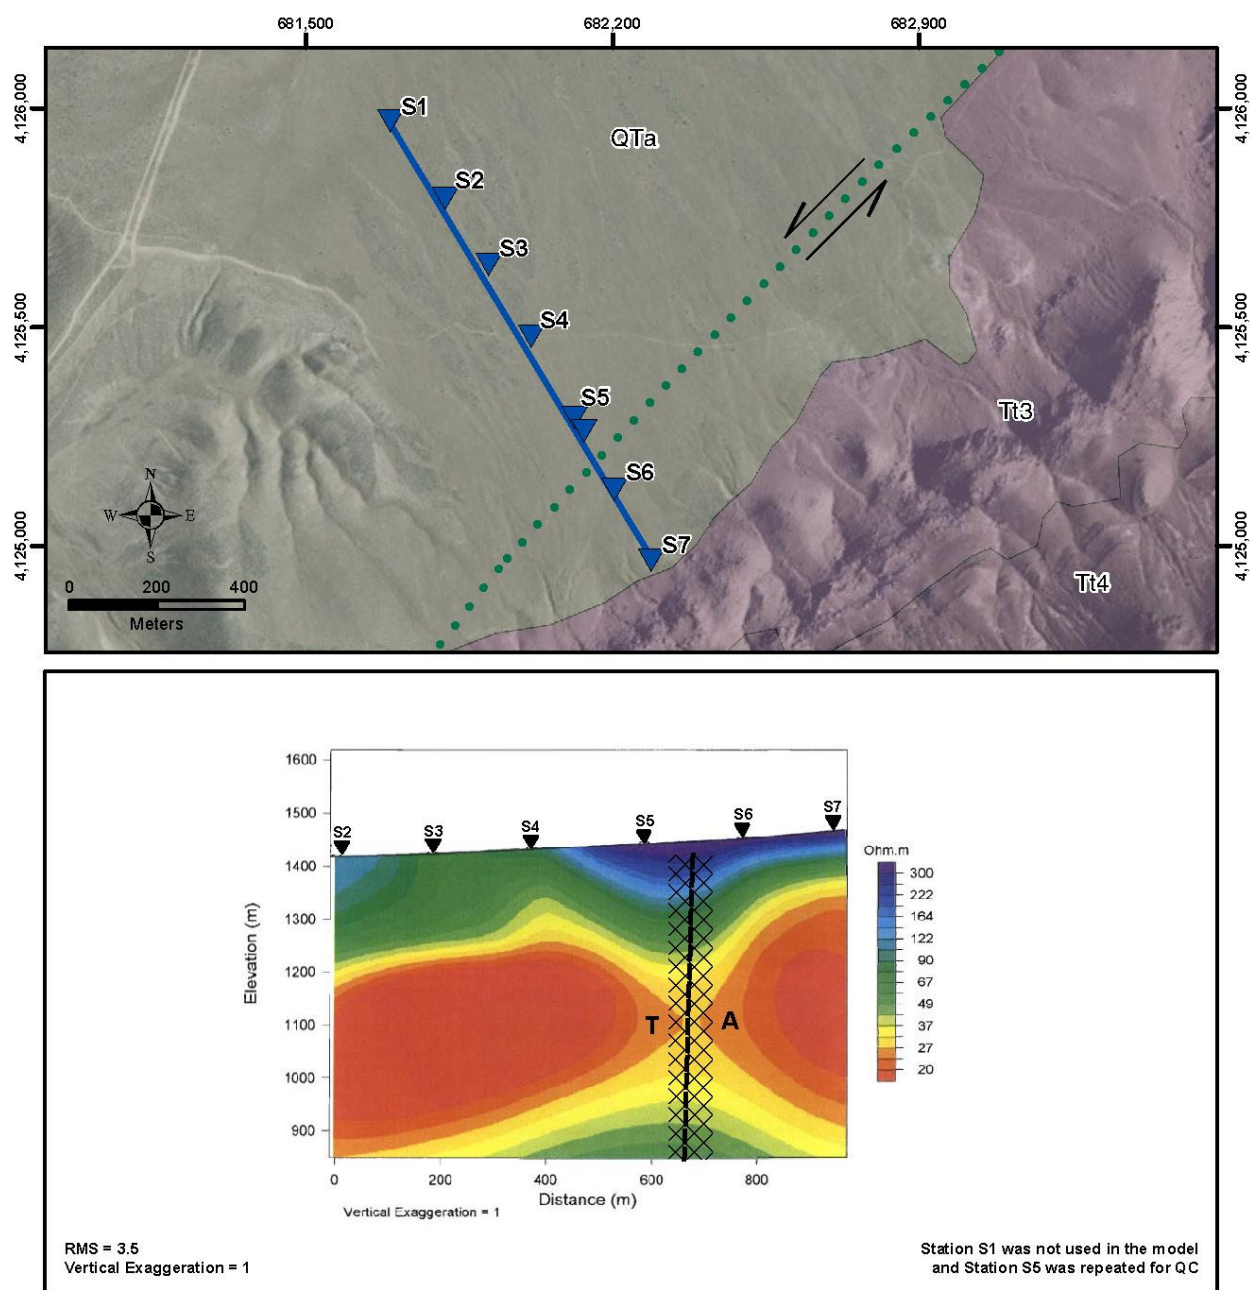 681,500 682,200 682,900
4,126,000 4,126,000
S1
QTa
S2
S3
4,125,500 S4 4,125,500
S5
Tt3
S6
N
W E
S
S7
4,125,000 4,125,000
0 200 400
Meters
Tt4
1600
1500
S2 S3 S4 S5 S6 S7
1400
1300
1200
1100
1000
900
Elevation (m)
T A
Ohm.m
300
222
164
122
90
67
49
37
27
20
0 200 400 600 800
Distance (m)
Vertical Exaggeration = 1
RMS = 3.5
Vertical Exaggeration = 1
Station S1 was not used in the model
and Station S5 was repeated for QC